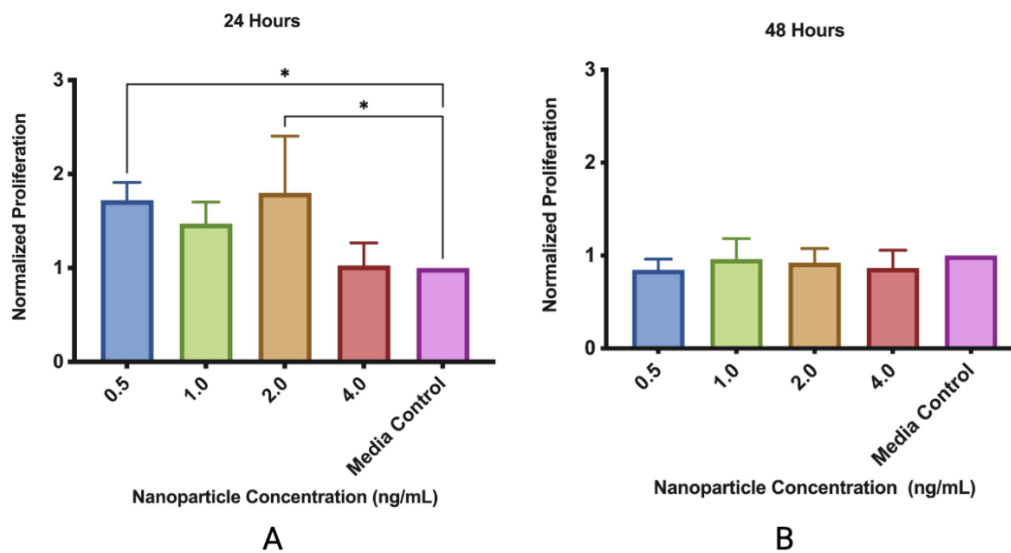 24 Hours
Normalized Proliferation
3
2
1
0
*
*
0.5
1.0
2.0
4.0
Media Control
Nanoparticle Concentration (ng/mL)
A
48 Hours
Normalized Proliferation
3
2
1
0
0.5
1.0
2.0
4.0
Media Control
Nanoparticle Concentration (ng/mL)
B